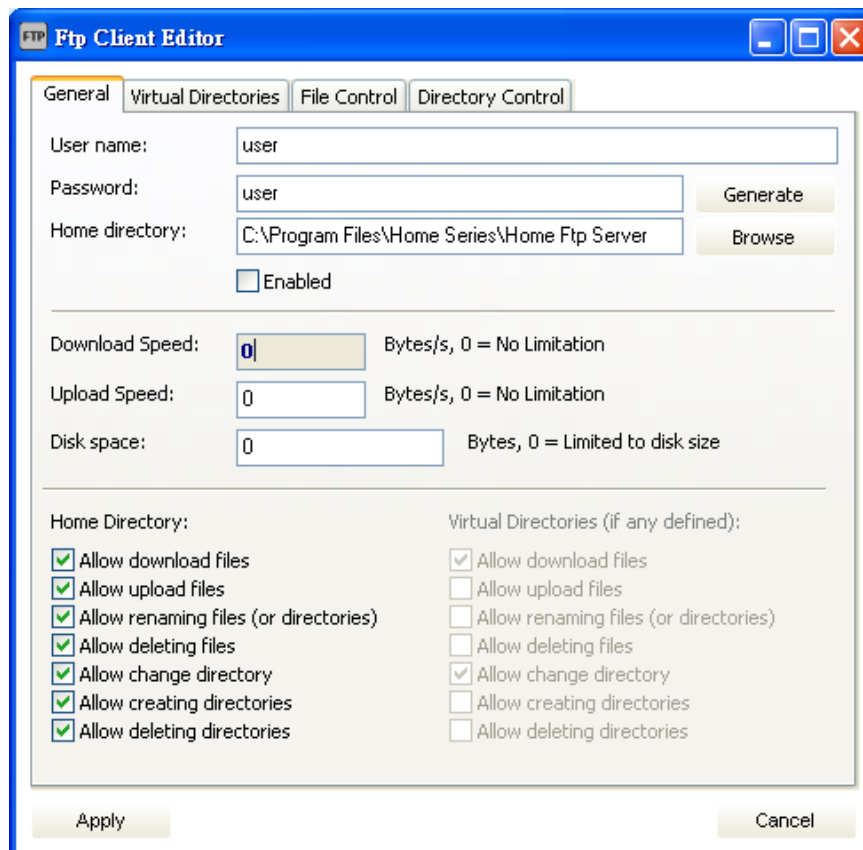 FTP Ftp Client Editor
General Virtual Directories File Control Directory Control
User name: user
Password: user Generate
Home directory: C:\Program Files\Home Series\Home Ftp Server Browse
Enabled
Download Speed: 0 Bytes/s, 0 = No Limitation
Upload Speed: 0 Bytes/s, 0 = No Limitation
Disk space: 0 Bytes, 0 = Limited to disk size
Home Directory: Virtual Directories (if any defined):
Allow download files Allow download files
Allow upload files Allow upload files
Allow renaming files (or directories) Allow renaming files (or directories)
Allow deleting files Allow deleting files
Allow change directory Allow change directory
Allow creating directories Allow creating directories
Allow deleting directories Allow deleting directories
Apply Cancel